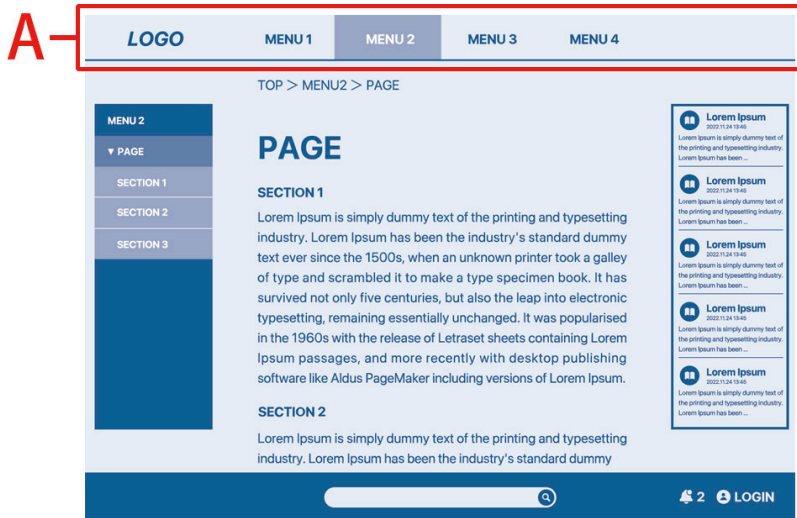 A
LOGO MENU 1 MENU 2 MENU 3 MENU 4
TOP > MENU2 > PAGE
MENU 2
▼ PAGE
SECTION 1
SECTION 2
SECTION 3
PAGE
SECTION 1
Lorem Ipsum is simply dummy text of the printing and typesetting
industry. Lorem Ipsum has been the industry's standard dummy
text ever since the 1500s, when an unknown printer took a galley
of type and scrambled it to make a type specimen book. It has
survived not only five centuries, but also the leap into electronic
typesetting, remaining essentially unchanged. It was popularised
in the 1960s with the release of Letraset sheets containing Lorem
Ipsum passages, and more recently with desktop publishing
software like Aldus PageMaker including versions of Lorem Ipsum.
SECTION 2
Lorem Ipsum is simply dummy text of the printing and typesetting
industry. Lorem Ipsum has been the industry's standard dummy
Lorem Ipsum
2022.11.24 13:45
Lorem Ipsum is simply dummy text of
the printing and typesetting industry.
Lorem Ipsum has been ...
Lorem Ipsum
2022.11.24 13:45
Lorem Ipsum is simply dummy text of
the printing and typesetting industry.
Lorem Ipsum has been ...
Lorem Ipsum
2022.11.24 13:45
Lorem Ipsum is simply dummy text of
the printing and typesetting industry.
Lorem Ipsum has been ...
Lorem Ipsum
2022.11.24 13:45
Lorem Ipsum is simply dummy text of
the printing and typesetting industry.
Lorem Ipsum has been ...
Lorem Ipsum
2022.11.24 13:45
Lorem Ipsum is simply dummy text of
the printing and typesetting industry.
Lorem Ipsum has been ...
2 LOGIN